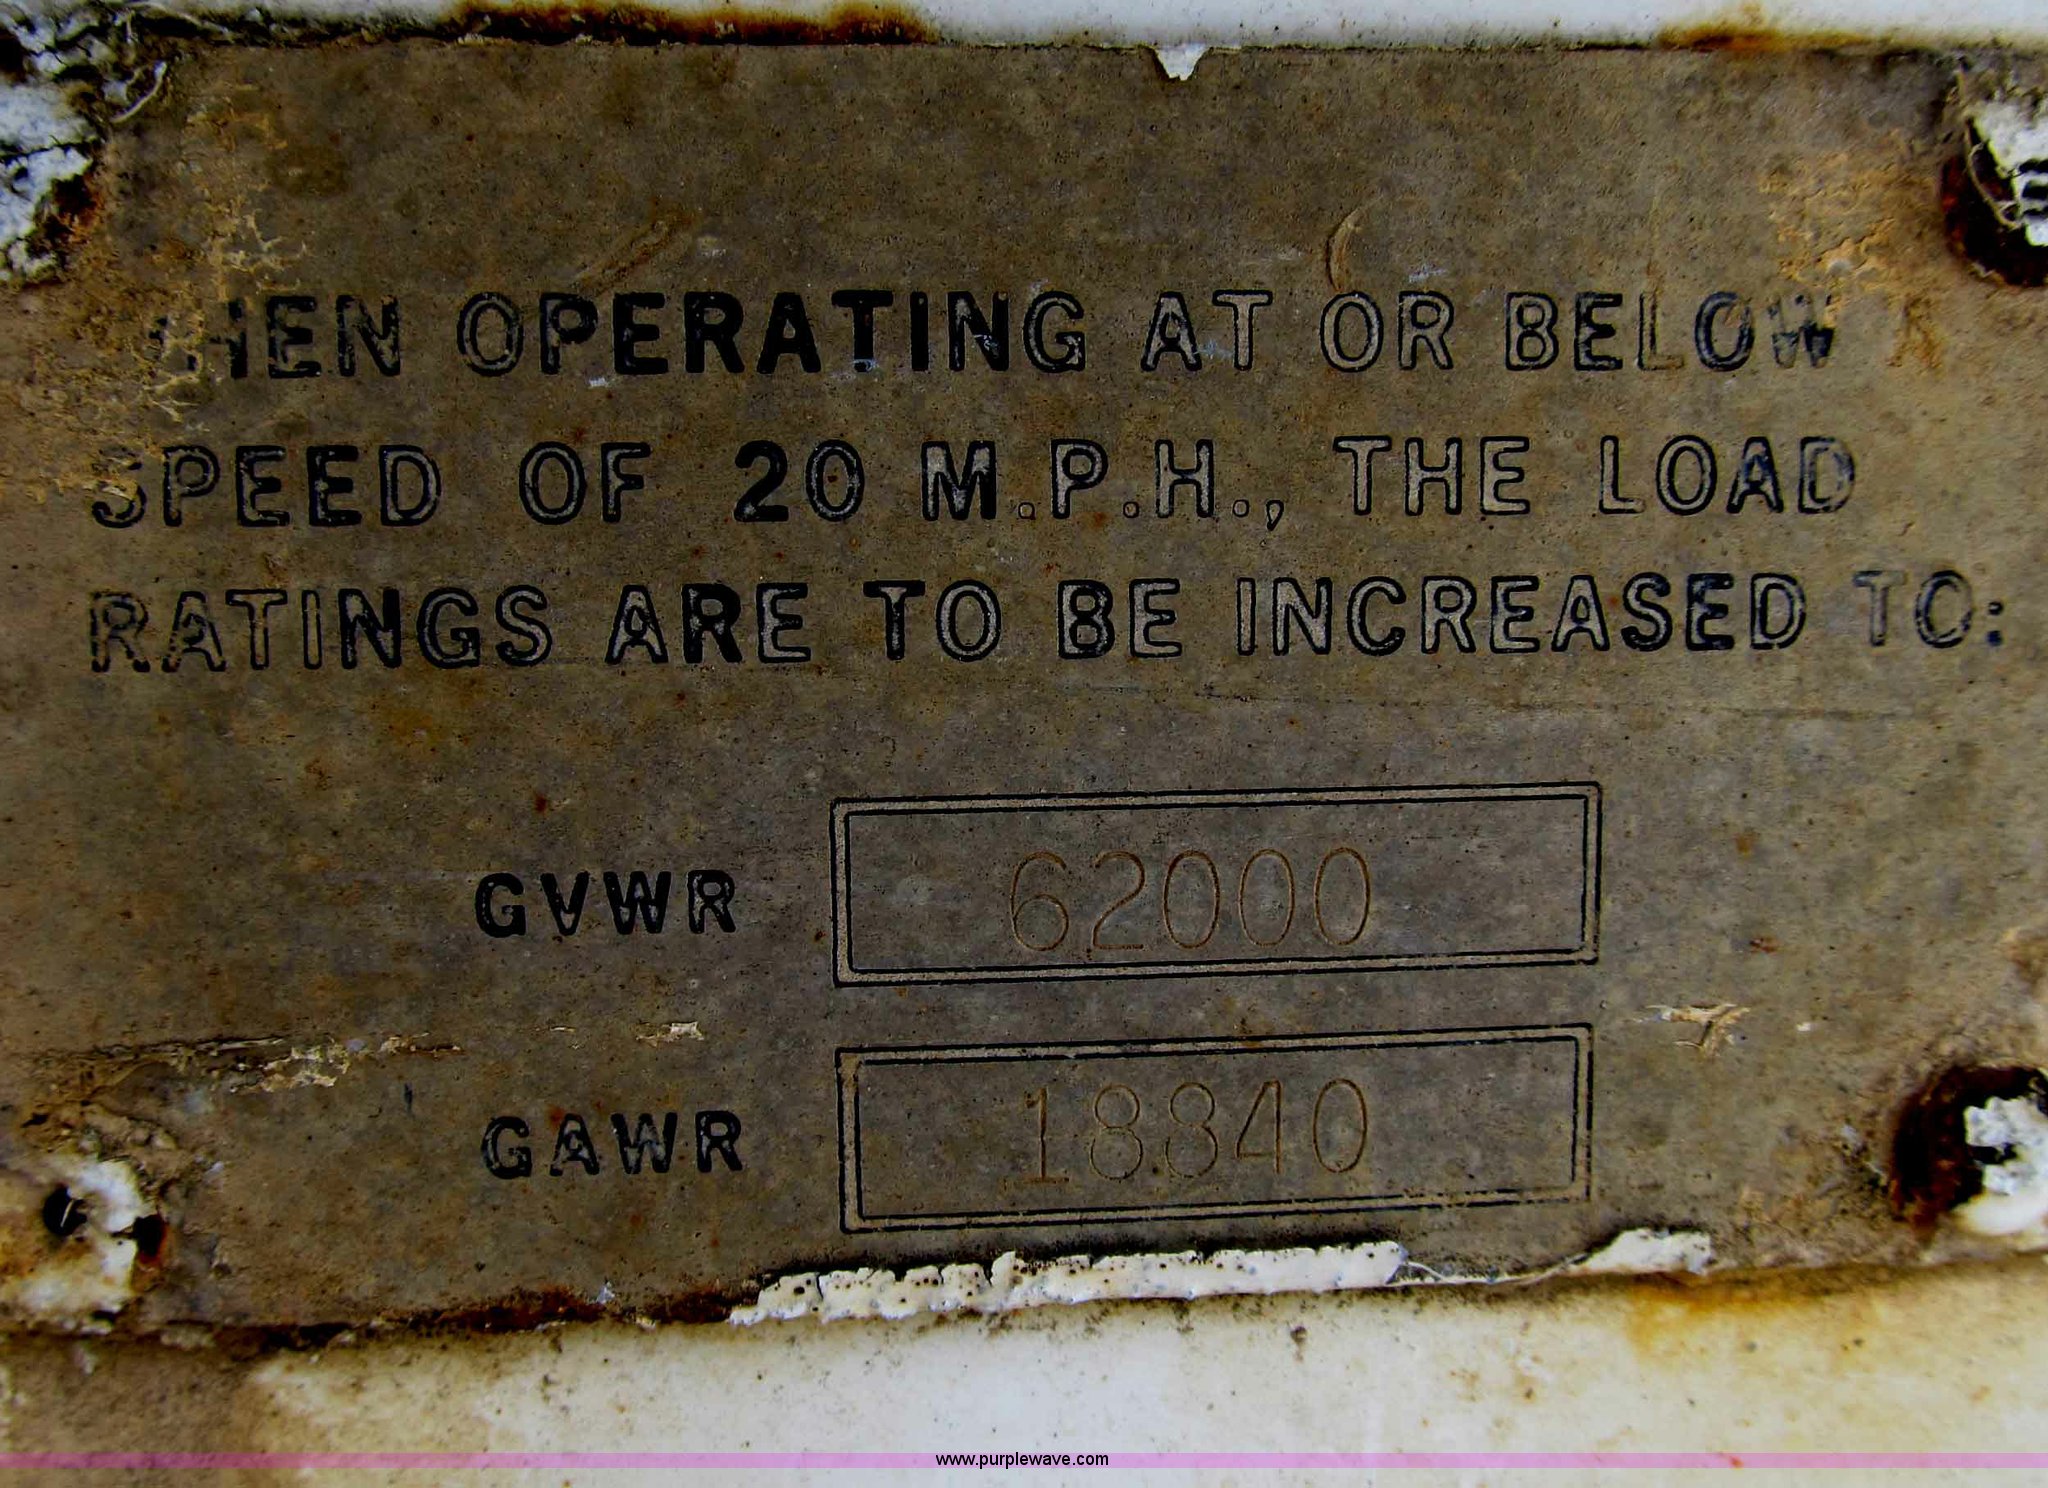 WHEN OPERATING AT OR BELOW
SPEED OF 20 M.P.H., THE LOAD
RATINGS ARE TO BE INCREASED TO:
GVWR 62000
GAWR 18840
www.purplewave.com